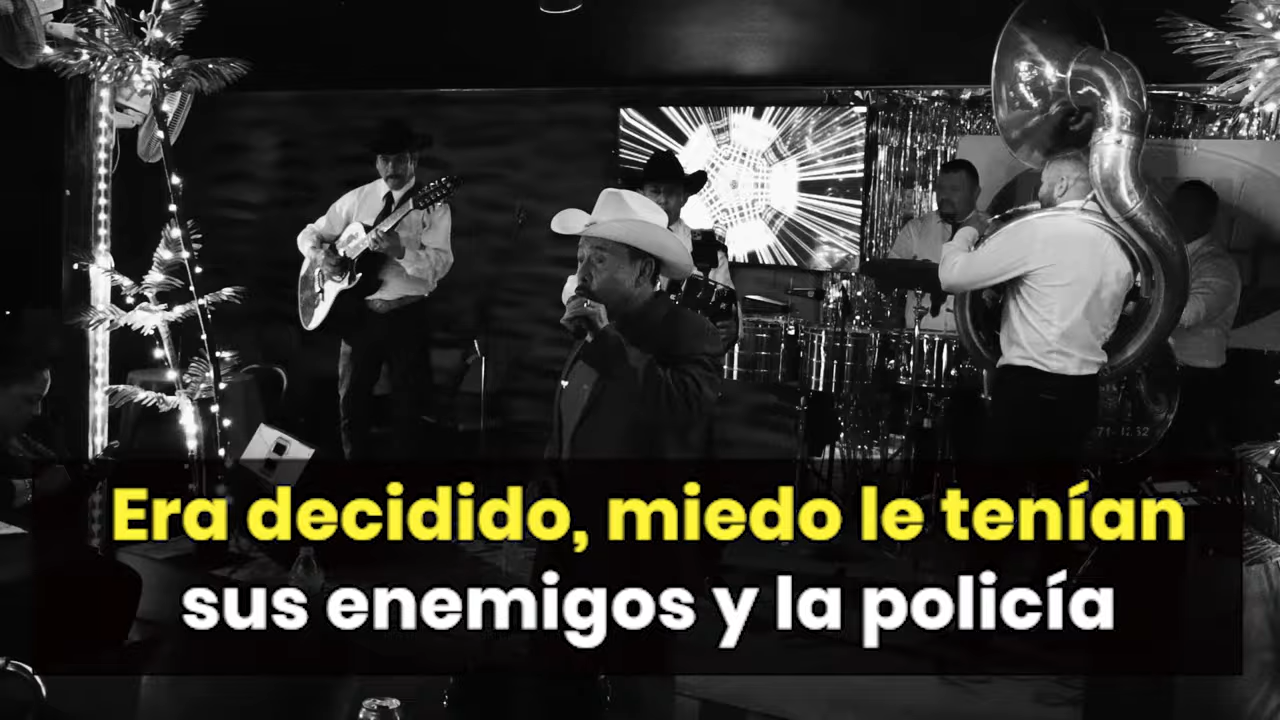 Era decidido, miedo le tenían
sus enemigos y la policía